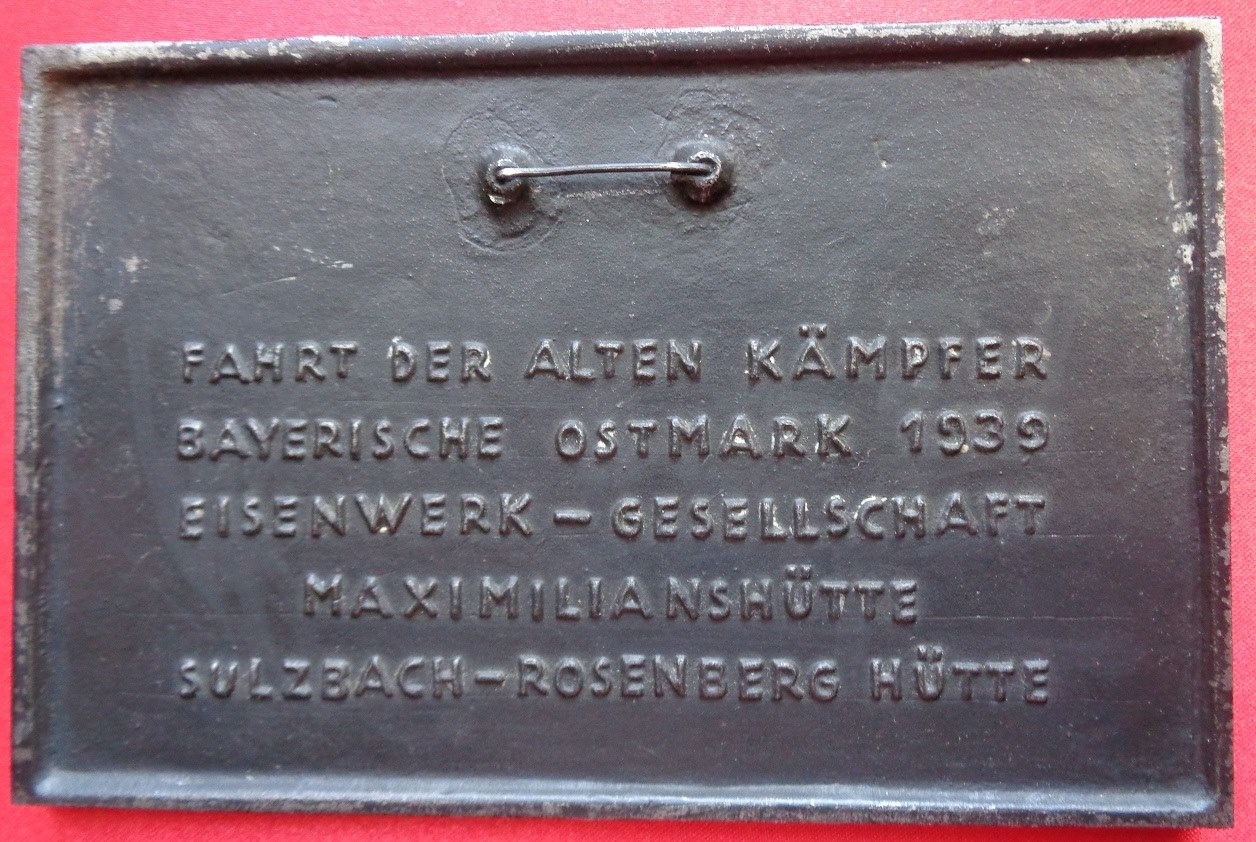 FAHRT DER ALTEN KÄMPFER
BAYERISCHE OSTMARK 1939
EISENWERK – GESELLSCHAFT
MAXIMILIANSHÜTTE
SULZBACH–ROSENBERG HÜTTE